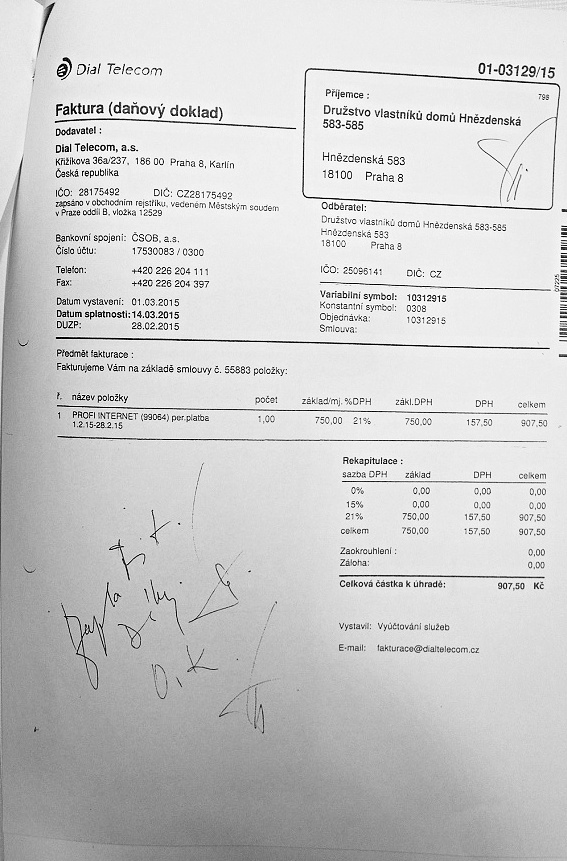 Dial Telecom
01-03129/15
Faktura (daňový doklad)
Dodavatel :
Dial Telecom, a.s.
Křižíkova 36a/237, 186 00 Praha 8, Karlín
Česká republika
IČO: 28175492 DIČ: CZ28175492
zapsáno v obchodním rejstříku, vedeném Městským soudem
v Praze oddíl B, vložka 12529
Bankovní spojení: ČSOB, a.s.
Číslo účtu: 17530083 / 0300
Telefon: +420 226 204 111
Fax: +420 226 204 397
Datum vystavení: 01.03.2015
Datum splatnosti: 14.03.2015
DUZP: 28.02.2015
Příjemce : 798
Družstvo vlastníků domů Hnězdenská
583-585
Hnězdenská 583
18100 Praha 8
Odběratel:
Družstvo vlastníků domů Hnězdenská 583-585
Hnězdenská 583
18100 Praha 8
IČO: 25096141 DIČ: CZ
Variabilní symbol: 10312915
Konstantní symbol: 0308
Objednávka: 10312915
Smlouva:
07225
Předmět fakturace :
Fakturujeme Vám na základě smlouvy č. 55883 položky:
ř. název položky počet základ/mj. %DPH zákl.DPH DPH celkem
1 PROFI INTERNET (99064) per.platba 1,00 750,00 21% 750,00 157,50 907,50
1.2.15-28.2.15
Rekapitulace :
sazba DPH základ DPH celkem
0% 0,00 0,00 0,00
15% 0,00 0,00 0,00
21% 750,00 157,50 907,50
celkem 750,00 157,50 907,50
Zaokrouhlení : 0,00
Záloha: 0,00
Celková částka k úhradě: 907,50 Kč
Vystavil: Vyúčtování služeb
E-mail: fakturace@dialtelecom.cz
O.K.